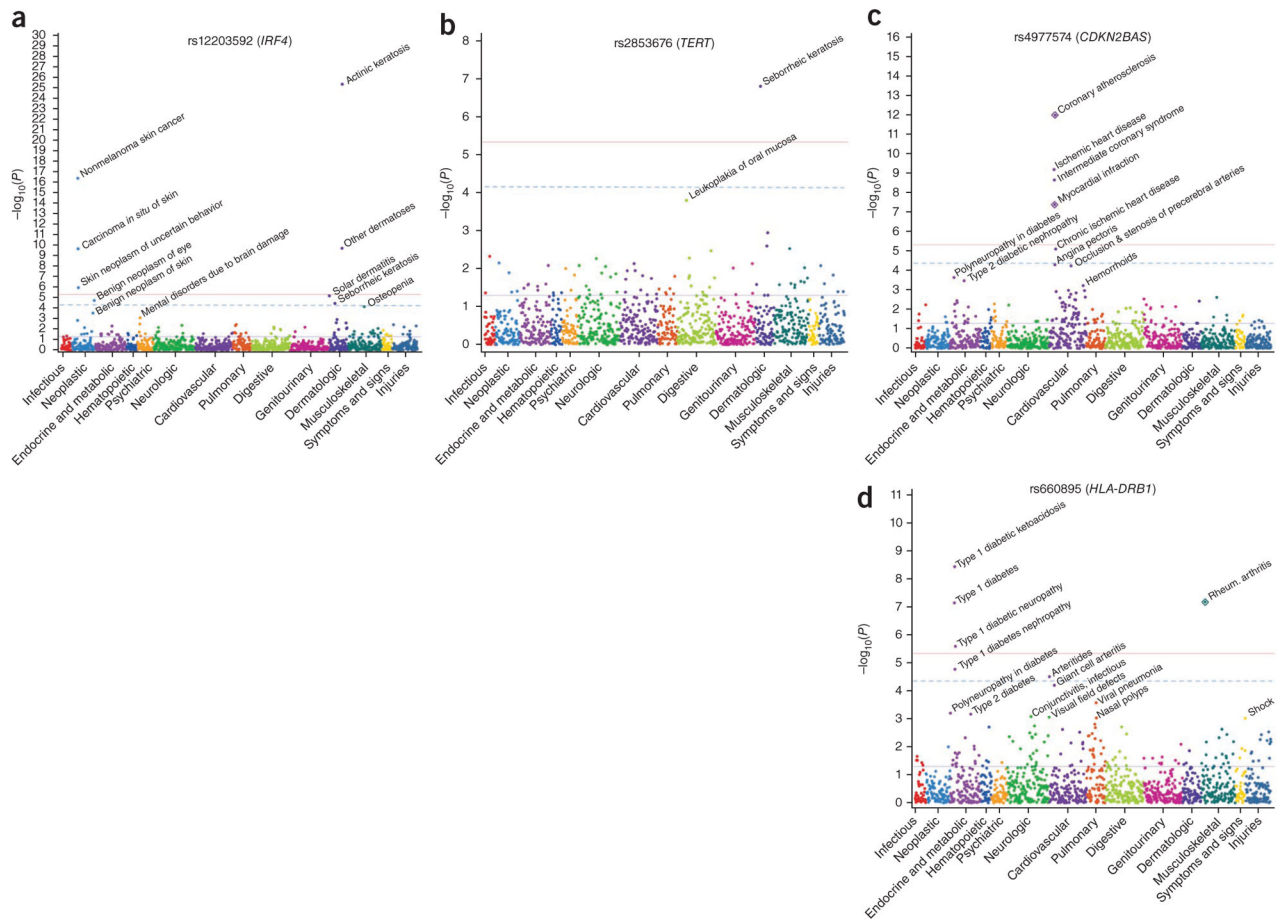 a
rs12203592 (IRF4)
30
29
28
27
26
25
24
23
22
21
20
19
18
17
16
15
14
13
12
11
10
9
8
7
6
5
4
3
2
1
0
–log10(P)
Actinic keratosis
Nonmelanoma skin cancer
Carcinoma in situ of skin
Other dermatoses
Skin neoplasm of uncertain behavior
Benign neoplasm of eye
Benign neoplasm of skin
Mental disorders due to brain damage
Solar dermatitis
Seborrheic keratosis
Osteopenia
Infectious
Neoplastic
Endocrine and metabolic
Hematopoietic
Psychiatric
Neurologic
Cardiovascular
Pulmonary
Digestive
Genitourinary
Dermatologic
Musculoskeletal
Symptoms and signs
Injuries
b
rs2853676 (TERT)
8
7
6
5
4
3
2
1
0
–log10(P)
Seborrheic keratosis
Leukoplakia of oral mucosa
Infectious
Neoplastic
Endocrine and metabolic
Hematopoietic
Psychiatric
Neurologic
Cardiovascular
Pulmonary
Digestive
Genitourinary
Dermatologic
Musculoskeletal
Symptoms and signs
Injuries
c
rs4977574 (CDKN2BAS)
16
15
14
13
12
11
10
9
8
7
6
5
4
3
2
1
0
–log10(P)
Coronary atherosclerosis
Ischemic heart disease
Intermediate coronary syndrome
Myocardial infraction
Chronic ischemic heart disease
Angina pectoris
Occlusion & stenosis of precerebral arteries
Polyneuropathy in diabetes
Type 2 diabetic nephropathy
Hemorrhoids
Infectious
Neoplastic
Endocrine and metabolic
Hematopoietic
Psychiatric
Neurologic
Cardiovascular
Pulmonary
Digestive
Genitourinary
Dermatologic
Musculoskeletal
Symptoms and signs
Injuries
d
rs660895 (HLA-DRB1)
11
10
9
8
7
6
5
4
3
2
1
0
–log10(P)
Type 1 diabetic ketoacidosis
Type 1 diabetes
Rheum. arthritis
Type 1 diabetic neuropathy
Type 1 diabetes nephropathy
Polyneuropathy in diabetes
Type 2 diabetes
Arteritides
Giant cell arteritis
Conjunctivitis, infectious
Visual field defects
Viral pneumonia
Nasal polyps
Shock
Infectious
Neoplastic
Endocrine and metabolic
Hematopoietic
Psychiatric
Neurologic
Cardiovascular
Pulmonary
Digestive
Genitourinary
Dermatologic
Musculoskeletal
Symptoms and signs
Injuries